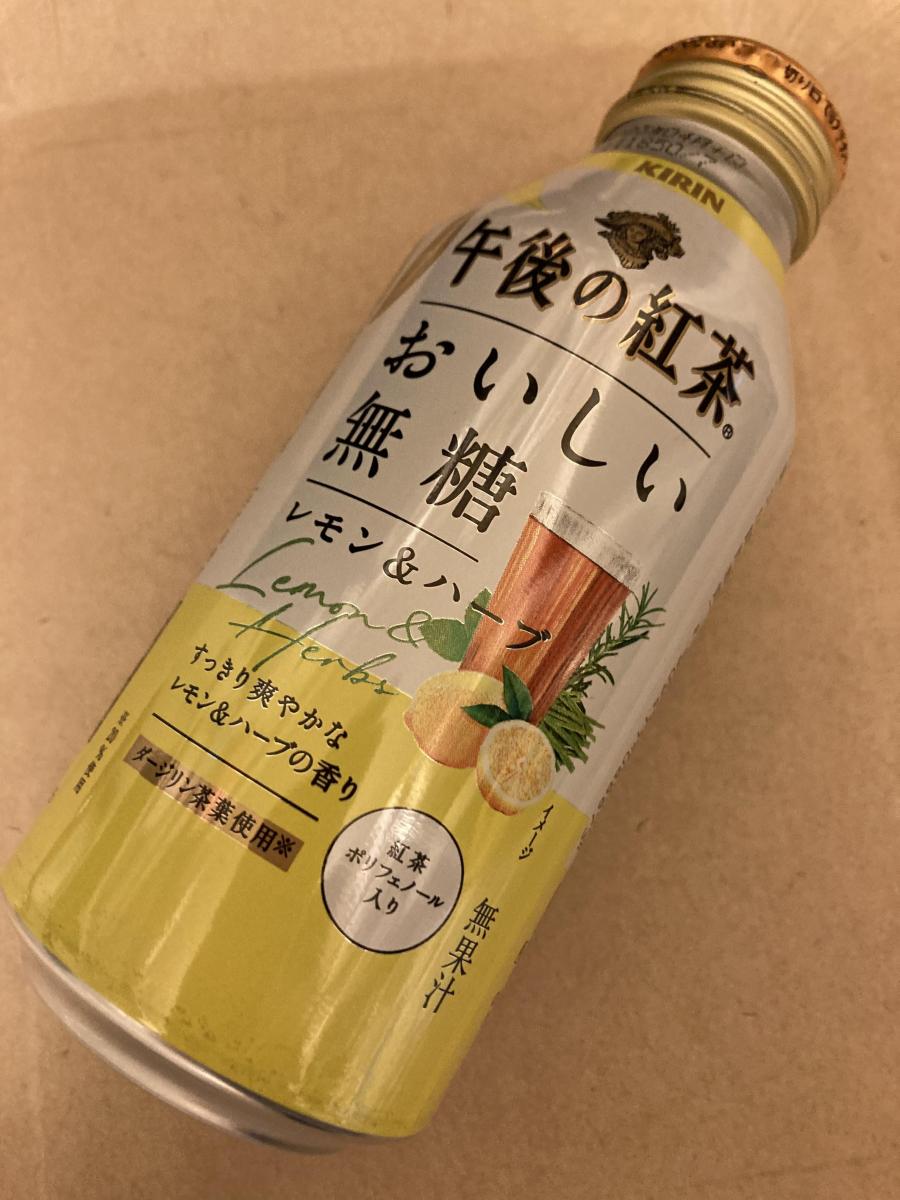 切り口
KIRIN
午後の紅茶®
おいしい
無糖
レモン&ハーブ
Lemon &
Herbs
すっきり爽やかな
レモン&ハーブの香り
ダージリン茶葉使用※
紅茶
ポリフェノール
入り
イメージ
無果汁